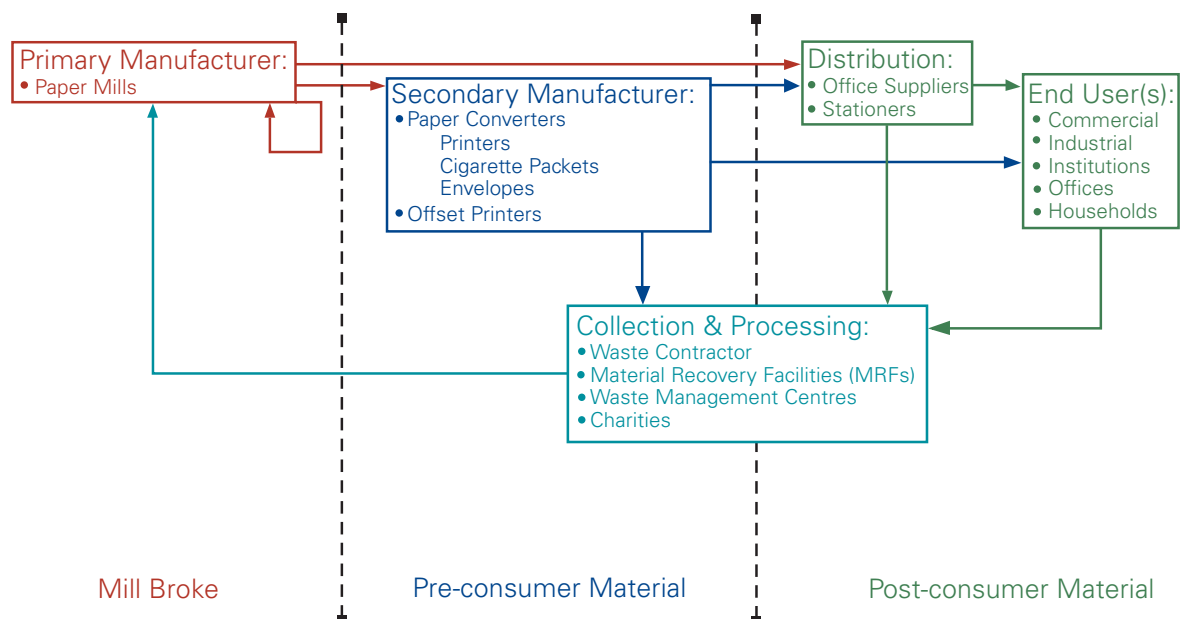 Primary Manufacturer:
• Paper Mills
Secondary Manufacturer:
• Paper Converters
Printers
Cigarette Packets
Envelopes
• Offset Printers
Distribution:
• Office Suppliers
• Stationers
End User(s):
• Commercial
• Industrial
• Institutions
• Offices
• Households
Collection & Processing:
• Waste Contractor
• Material Recovery Facilities (MRFs)
• Waste Management Centres
• Charities
Mill Broke
Pre-consumer Material
Post-consumer Material